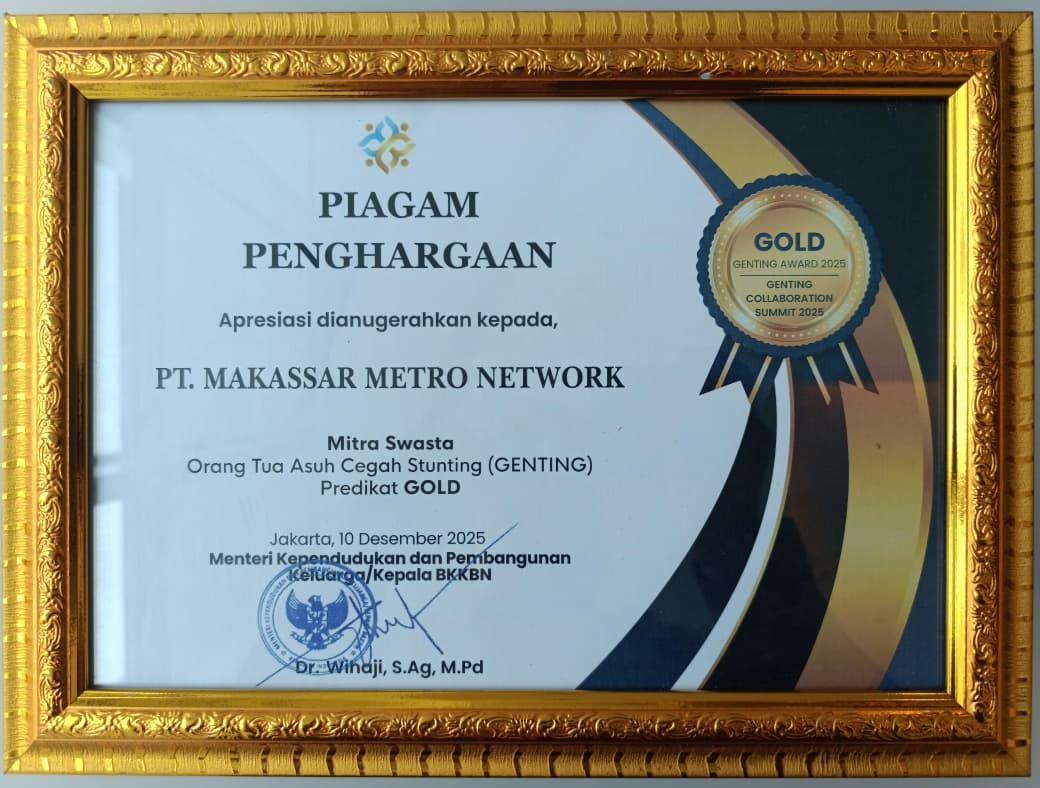 PIAGAM
PENGHARGAAN
Apresiasi dianugerahkan kepada,
PT. MAKASSAR METRO NETWORK
Mitra Swasta
Orang Tua Asuh Cegah Stunting (GENTING)
Predikat GOLD
Jakarta, 10 Desember 2025
Menteri Kependudukan dan Pembangunan
Keluarga/Kepala BKKBN
Dr. Wihaji, S.Ag, M.Pd
GOLD
GENTING AWARD 2025
GENTING
COLLABORATION
SUMMIT 2025